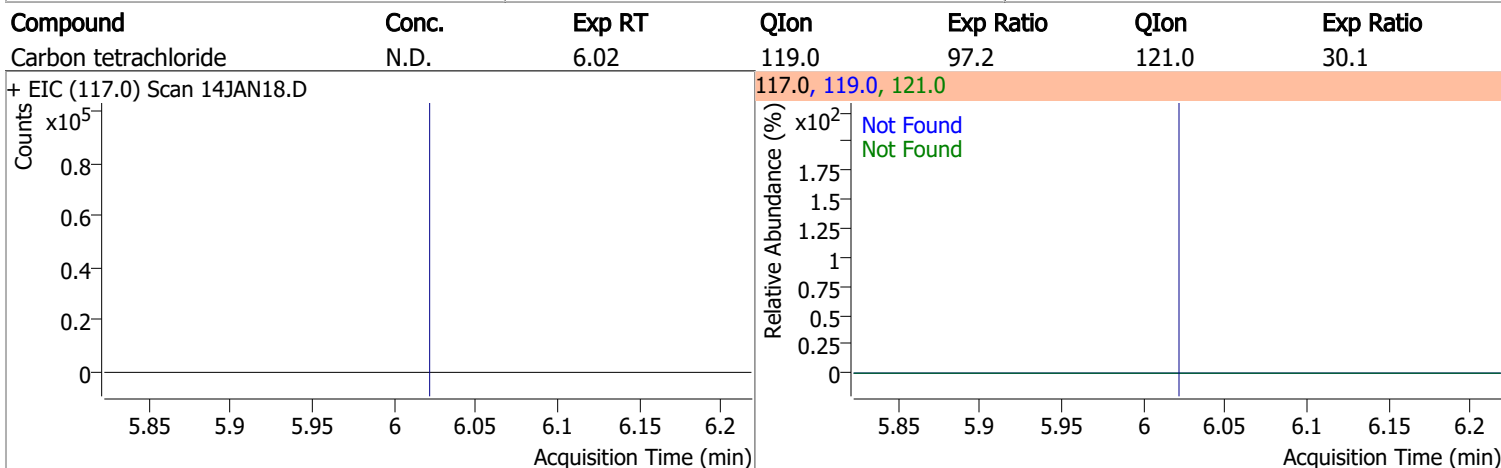 Compound Conc. Exp RT QIon Exp Ratio QIon Exp Ratio
Carbon tetrachloride N.D. 6.02 119.0 97.2 121.0 30.1
+ EIC (117.0) Scan 14JAN18.D
Counts
x10⁵
0.8
0.6
0.4
0.2
0
5.85 5.9 5.95 6 6.05 6.1 6.15 6.2
Acquisition Time (min)
117.0, 119.0, 121.0
Relative Abundance (%)
x10²
Not Found
Not Found
1.75
1.5
1.25
1
0.75
0.5
0.25
0
5.85 5.9 5.95 6 6.05 6.1 6.15 6.2
Acquisition Time (min)